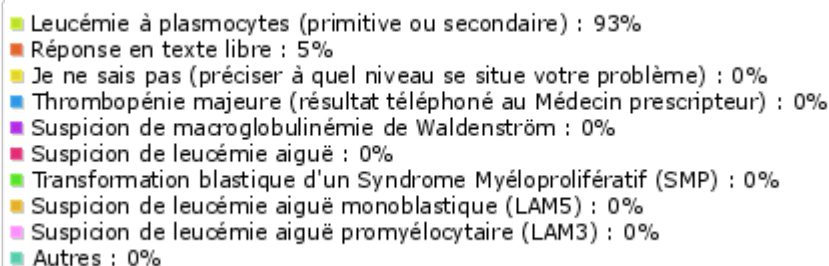 Leucémie à plasmocytes (primitive ou secondaire) : 93%
Réponse en texte libre : 5%
Je ne sais pas (préciser à quel niveau se situe votre problème) : 0%
Thrombopénie majeure (résultat téléphoné au Médecin prescripteur) : 0%
Suspicion de macroglobulinémie de Waldenström : 0%
Suspicion de leucémie aiguë : 0%
Transformation blastique d'un Syndrome Myéloprolifératif (SMP) : 0%
Suspicion de leucémie aiguë monoblastique (LAM5) : 0%
Suspicion de leucémie aiguë promyélocytaire (LAM3) : 0%
Autres : 0%